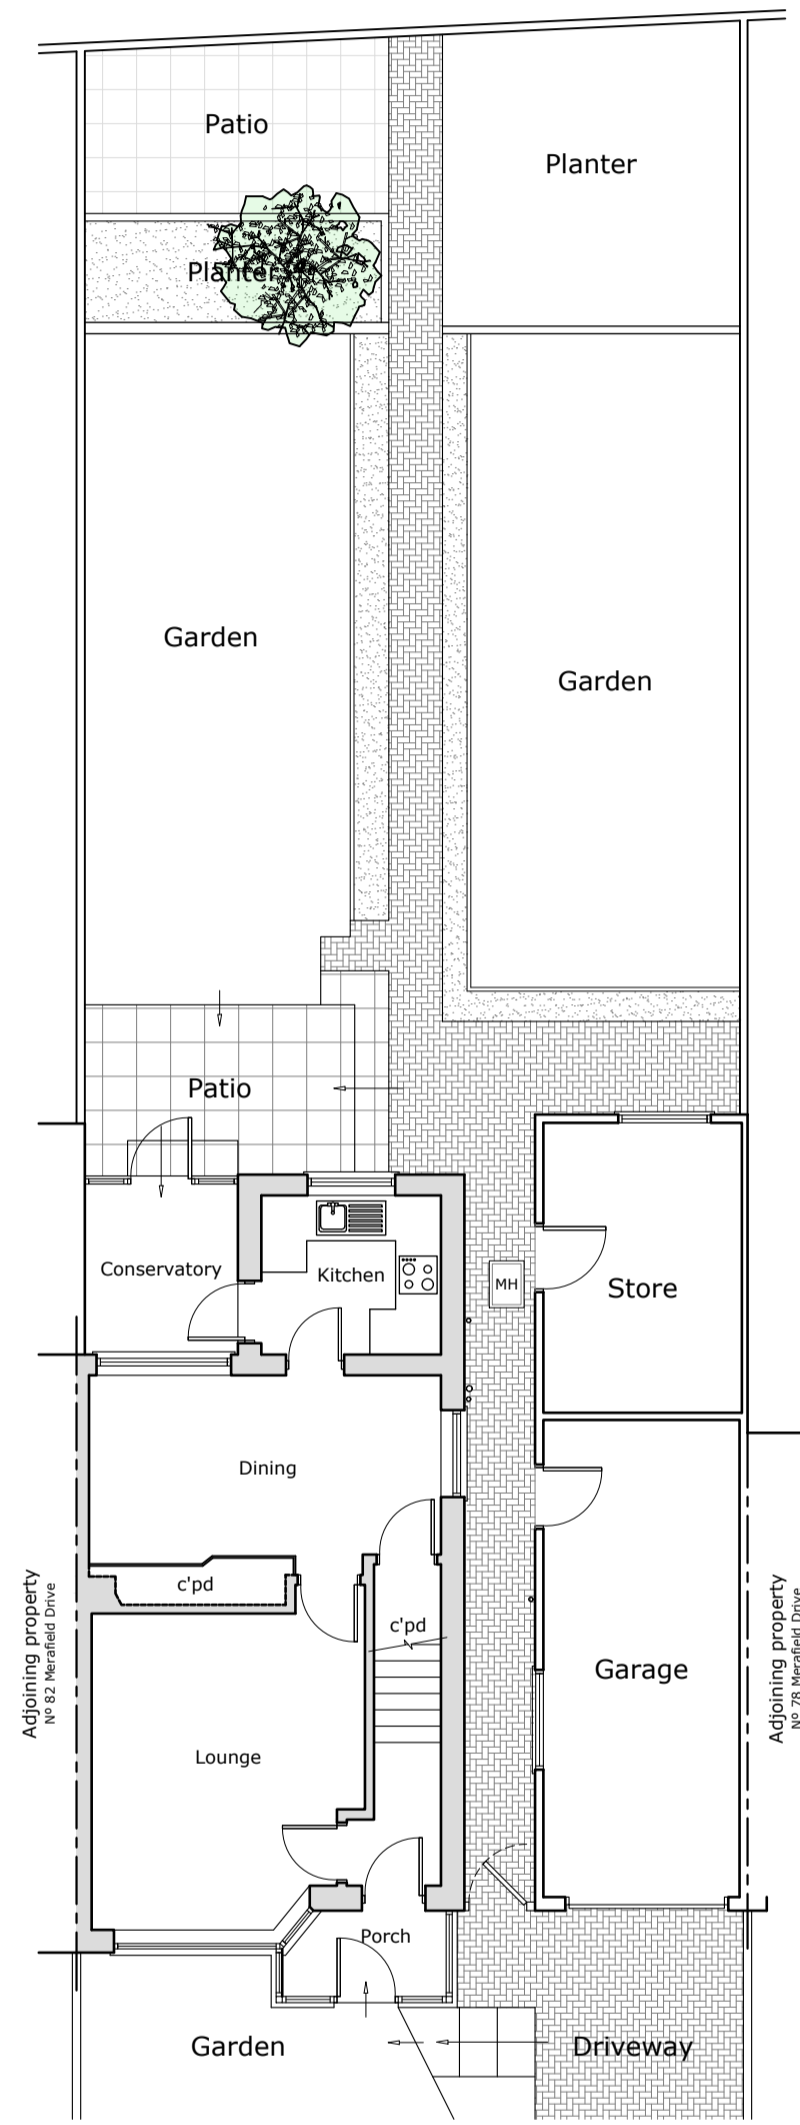 Patio
Planter
Planter
Garden
Garden
Patio
Conservatory
Kitchen
MH
Store
Dining
c'pd
c'pd
Adjoining property
Nº 82 Merafield Drive
Adjoining property
Nº 78 Merafield Drive
Garage
Lounge
Porch
Garden
Driveway